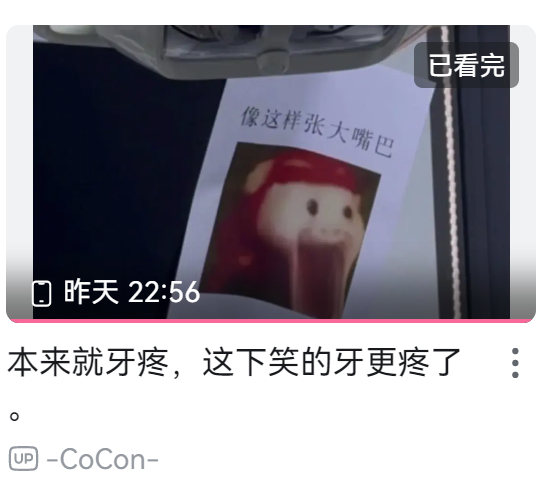 已看完
像这样张大嘴巴
昨天 22:56
本来就牙疼，这下笑的牙更疼了
。
UP -CoCon-